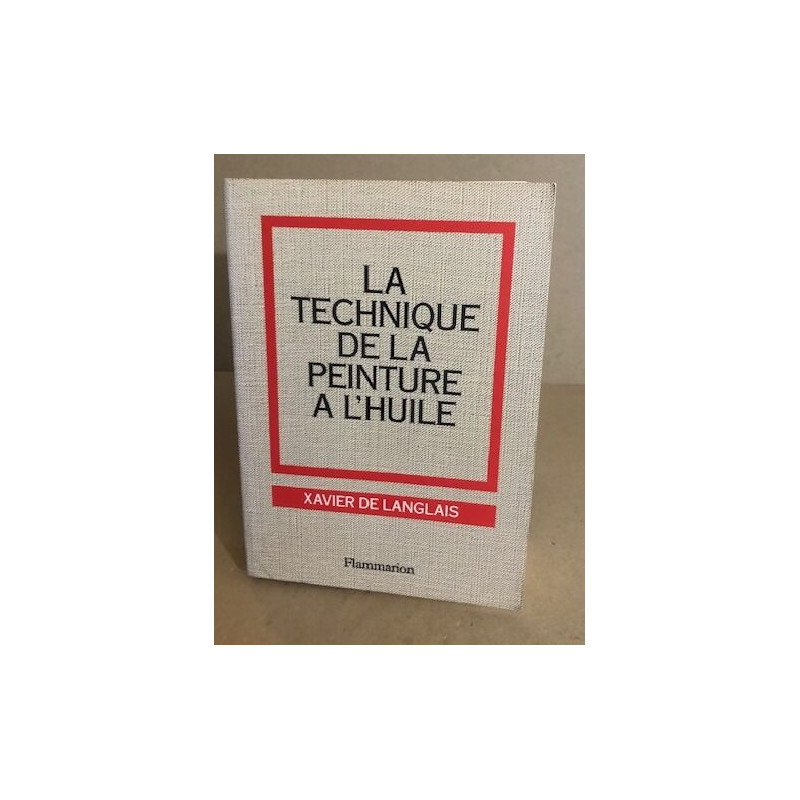 LA
TECHNIQUE
DE LA
PEINTURE
A L'HUILE
XAVIER DE LANGLAIS
Flammarion